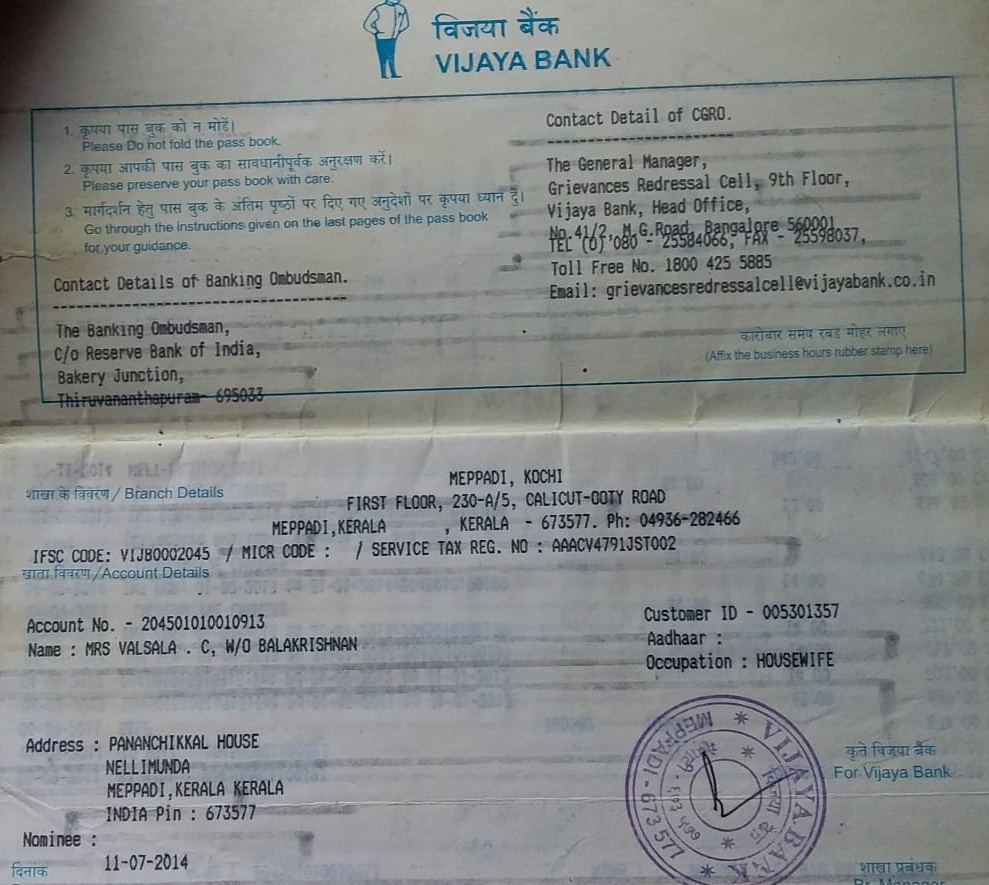 विजया बैंक
VIJAYA BANK
1. कृपया पास बुक को न मोडें।
Please Do not fold the pass book.
2. कृपया आपकी पास बुक का सावधानीपूर्वक अनुरक्षण करें।
Please preserve your pass book with care.
3. मार्गदर्शन हेतु पास बुक के अंतिम पृष्ठों पर दिए गए अनुदेशों पर कृपया ध्यान दें।
Go through the instructions given on the last pages of the pass book
for your guidance.
Contact Details of Banking Ombudsman.
The Banking Ombudsman,
C/o Reserve Bank of India,
Bakery Junction,
Thiruvananthapuram- 695033
Contact Detail of CGRO.
The General Manager,
Grievances Redressal Cell, 9th Floor,
Vijaya Bank, Head Office,
No.41/2, M.G.Road, Bangalore 560001
TEL (O) 080 - 25584066, FAX - 25598037,
Toll Free No. 1800 425 5885
Email: grievancesredressalcell@vijayabank.co.in
कारोबार समय रबड मोहर लगाए
(Affix the business hours rubber stamp here)
शाखा के विवरण / Branch Details
MEPPADI, KOCHI
FIRST FLOOR, 230-A/5, CALICUT-OOTY ROAD
MEPPADI,KERALA , KERALA - 673577. Ph: 04936-282466
IFSC CODE: VIJB0002045 / MICR CODE : / SERVICE TAX REG. NO : AAACV4791JST002
खाता विवरण/Account Details
Account No. - 204501010010913
Name : MRS VALSALA . C, W/O BALAKRISHNAN
Customer ID - 005301357
Aadhaar :
Occupation : HOUSEWIFE
Address : PANANCHIKKAL HOUSE
NELLIMUNDA
MEPPADI,KERALA KERALA
INDIA Pin : 673577
Nominee :
दिनांक 11-07-2014
VIJAYA BANK
MEPPADI - 673 577
कृते विजया बैंक
For Vijaya Bank
शाखा प्रबंधक
Br. Manager